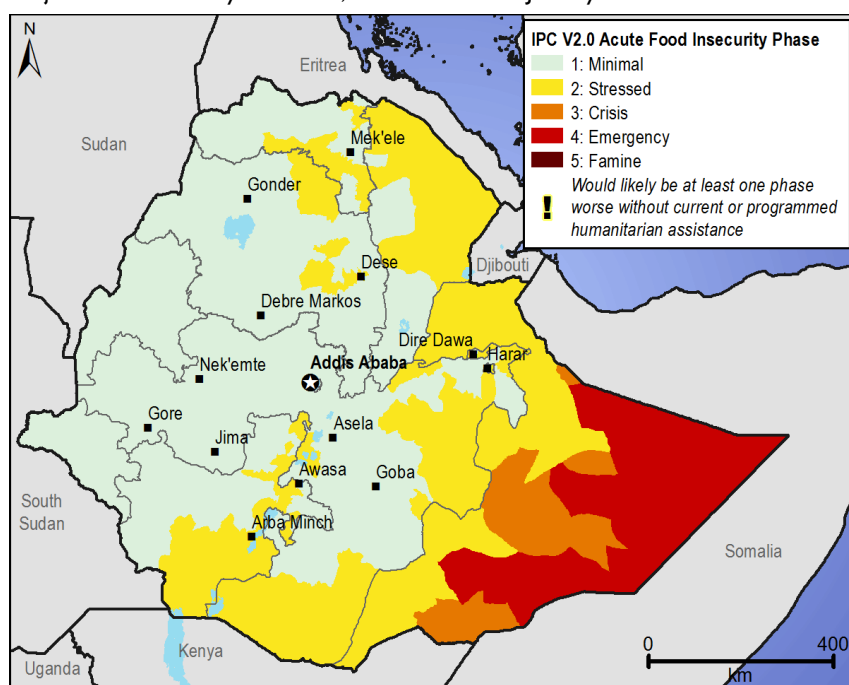 N
IPC V2.0 Acute Food Insecurity Phase
1: Minimal
2: Stressed
3: Crisis
4: Emergency
5: Famine
! Would likely be at least one phase
worse without current or programmed
humanitarian assistance
Eritrea
Sudan
Mek'ele
Gonder
Dese
Djibouti
Debre Markos
Dire Dawa
Harar
Nek'emte
Addis Ababa
Gore
Asela
Jima
Awasa
Goba
South
Sudan
Arba Minch
Somalia
Kenya
Uganda
0 400
km